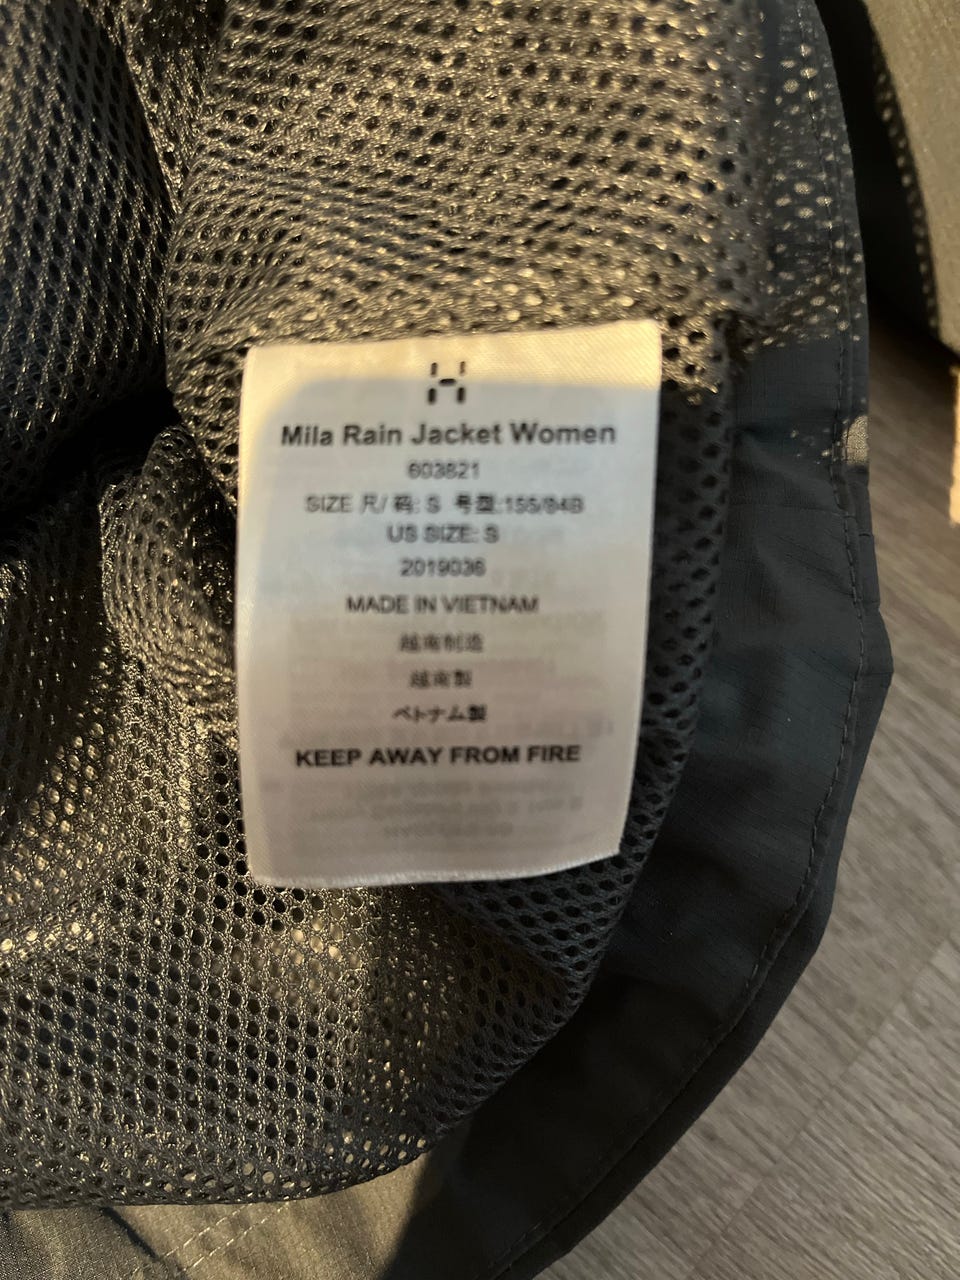 Mila Rain Jacket Women
603821
SIZE 尺/ 码: S 号型:155/84B
US SIZE: S
2019036
MADE IN VIETNAM
越南制造
越南製
ベトナム製
KEEP AWAY FROM FIRE